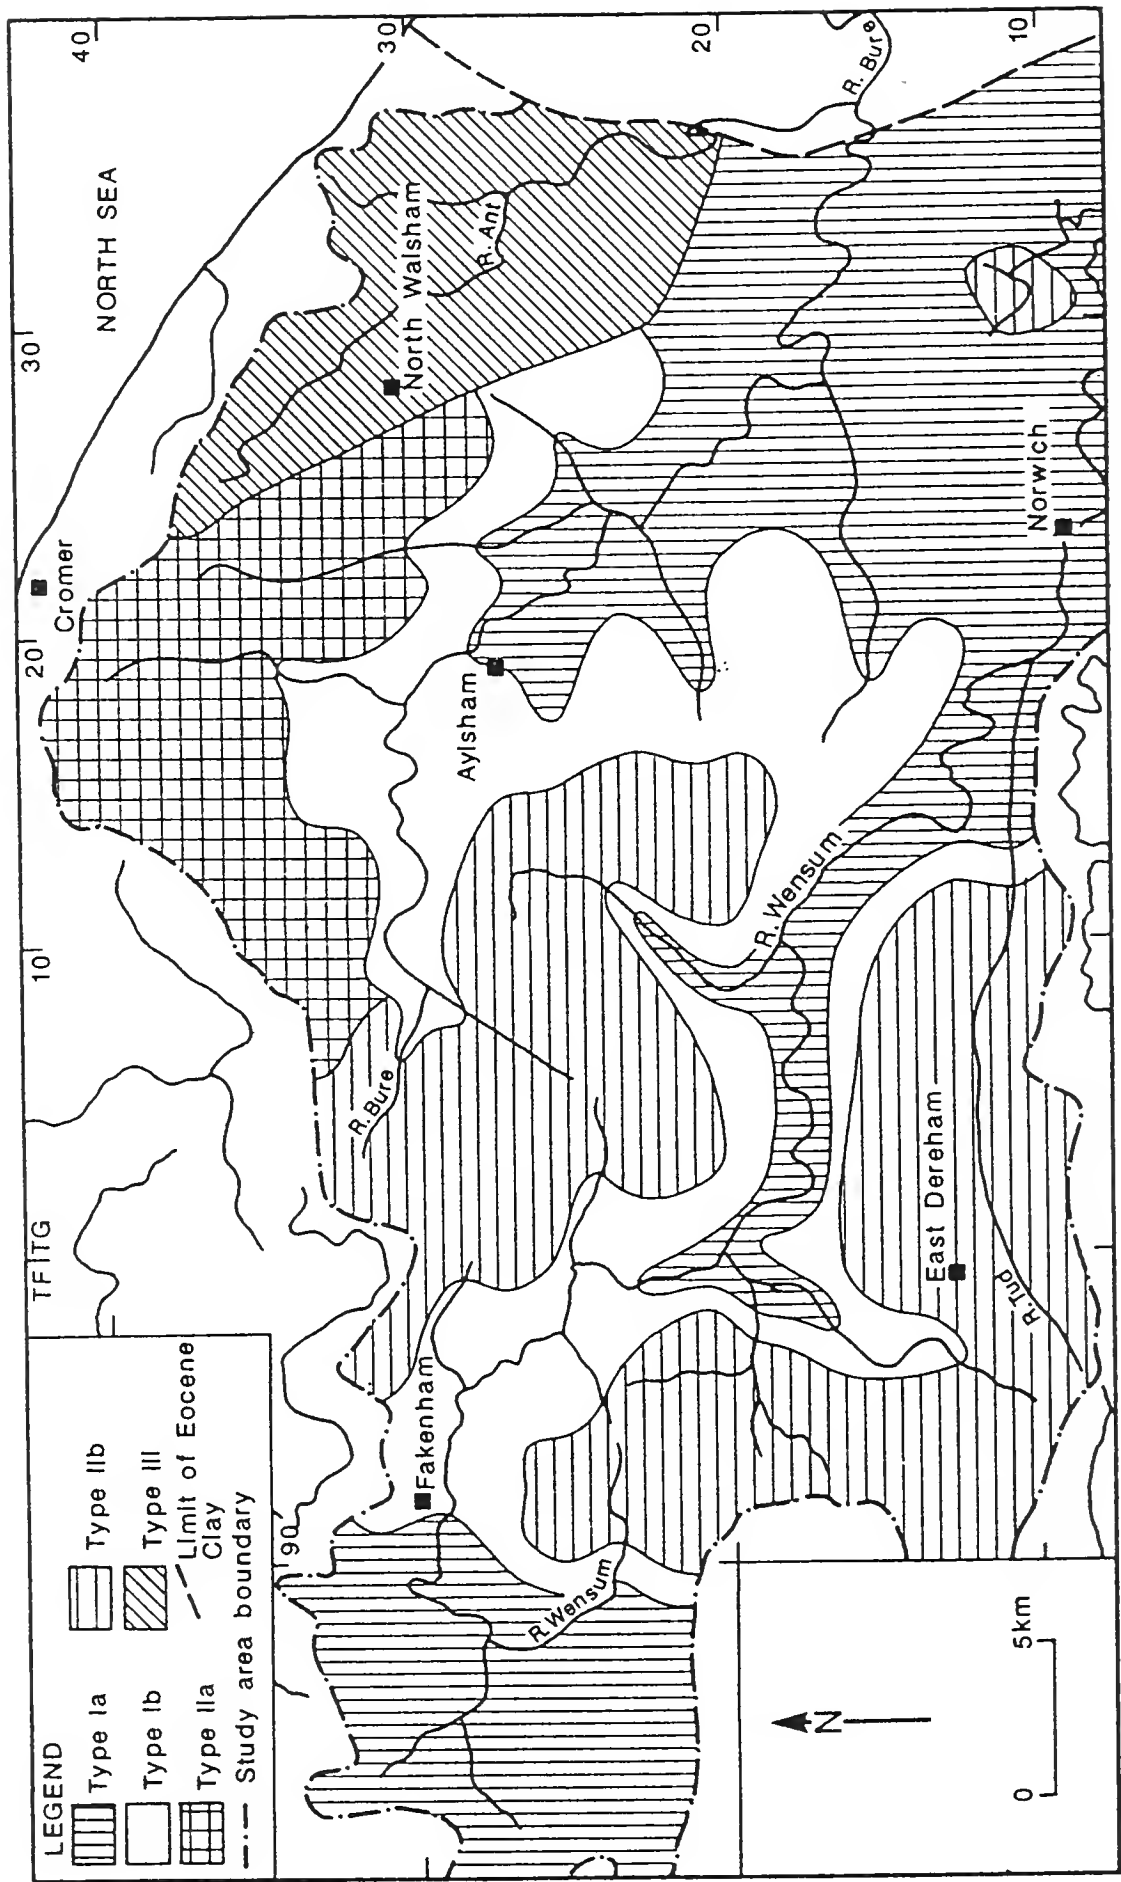 LEGEND
Type Ia
Type Ib
Type IIa
Type IIb
Type III
Limit of Eocene
Clay
Study area boundary
TF|TG
90
10
20
30
40
30
20
10
NORTH SEA
Cromer
North Walsham
R. Ant
R. Bure
Aylsham
R. Bure
Fakenham
R. Wensum
R. Wensum
Norwich
East Dereham
R. Tud
N
0
5km